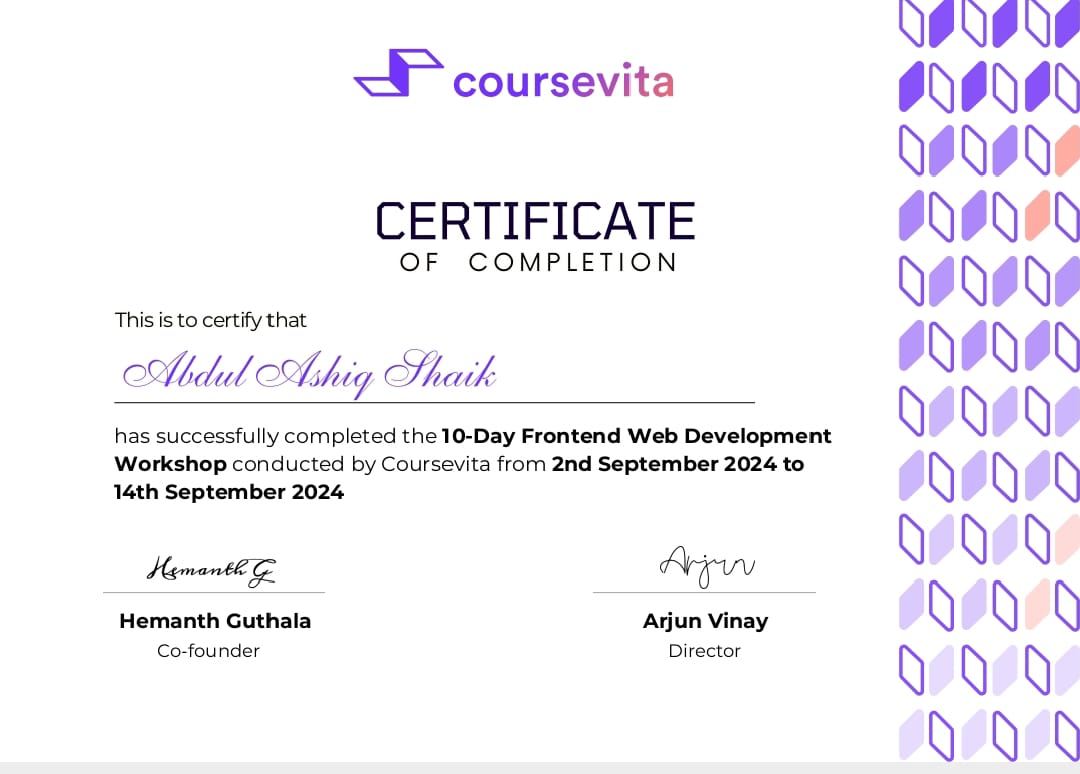 coursevita
CERTIFICATE
OF COMPLETION
This is to certify that
Abdul Ashiq Shaik
has successfully completed the 10-Day Frontend Web Development
Workshop conducted by Coursevita from 2nd September 2024 to
14th September 2024
Hemanth G
Arjun
Hemanth Guthala
Arjun Vinay
Co-founder
Director